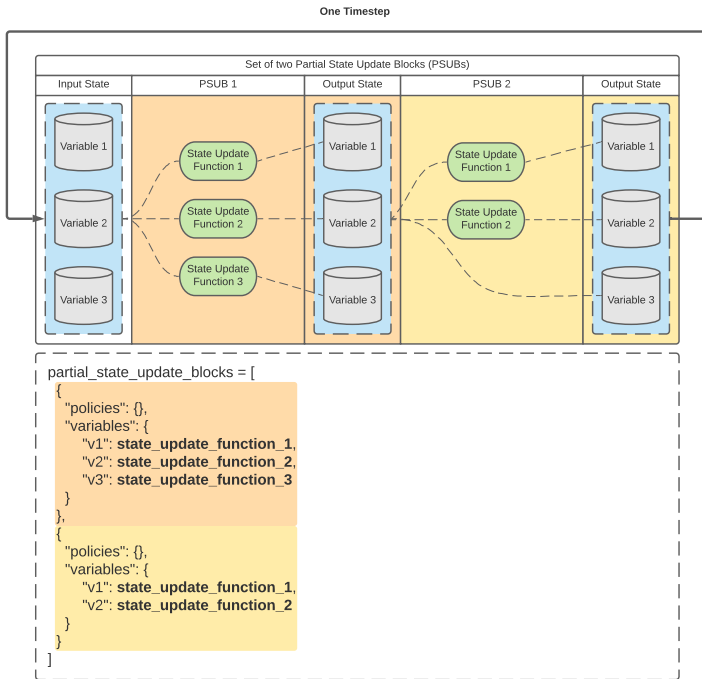 One Timestep
Set of two Partial State Update Blocks (PSUBs)
Input State
PSUB 1
Output State
PSUB 2
Output State
Variable 1
Variable 2
Variable 3
State Update
Function 1
State Update
Function 2
State Update
Function 3
Variable 1
Variable 2
Variable 3
State Update
Function 1
State Update
Function 2
Variable 1
Variable 2
Variable 3
partial_state_update_blocks = [
{
"policies": {},
"variables": {
"v1": state_update_function_1,
"v2": state_update_function_2,
"v3": state_update_function_3
}
},
{
"policies": {},
"variables": {
"v1": state_update_function_1,
"v2": state_update_function_2
}
}
]